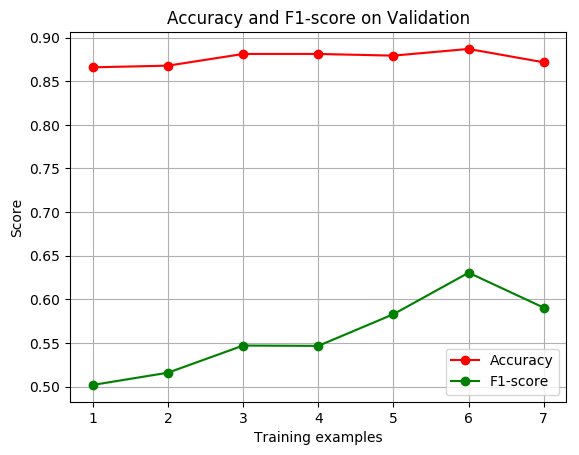 Accuracy and F1-score on Validation
0.90
0.85
0.80
0.75
0.70
0.65
0.60
0.55
0.50
Score
Accuracy
F1-score
1 2 3 4 5 6 7
Training examples